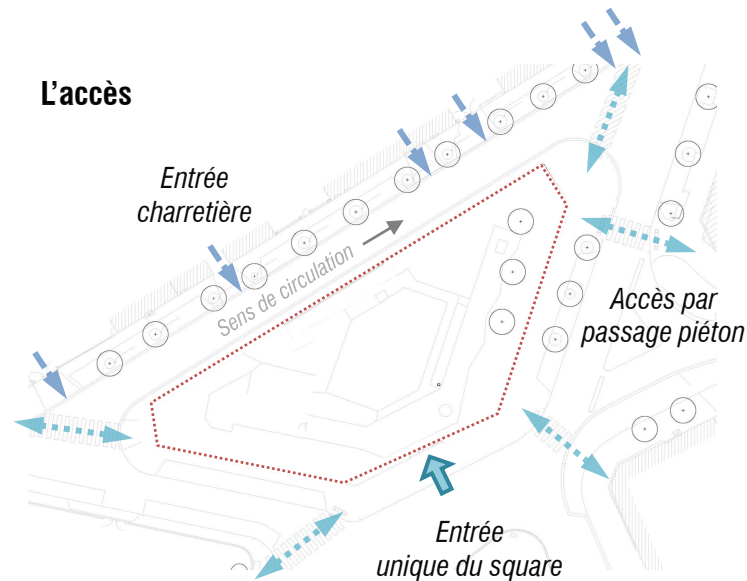 L'accès
Entrée
charretière
Sens de circulation
Accès par
passage piéton
Entrée
unique du square